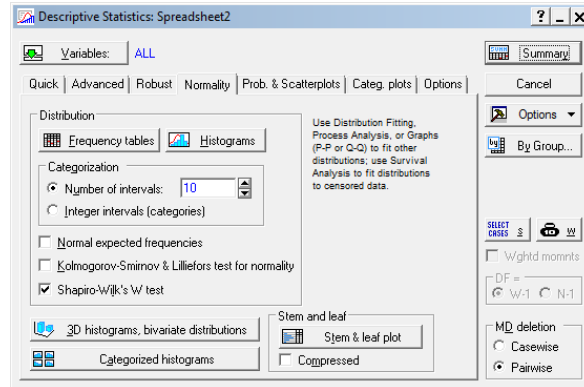 Descriptive Statistics: Spreadsheet2
? _ X
Variables: ALL
Summary
Quick Advanced Robust Normality Prob. & Scatterplots Categ. plots Options
Cancel
Options
By Group...
Distribution
Frequency tables Histograms
Categorization
Number of intervals: 10
Integer intervals (categories)
Normal expected frequencies
Kolmogorov-Smirnov & Lilliefors test for normality
Shapiro-Wilk's W test
Use Distribution Fitting,
Process Analysis, or Graphs
(P-P or Q-Q) to fit other
distributions; use Survival
Analysis to fit distributions
to censored data.
3D histograms, bivariate distributions
Categorized histograms
Stem and leaf
Stem & leaf plot
Compressed
SELECT
CASES S W
Wghtd momnts
DF =
W-1 N-1
MD deletion
Casewise
Pairwise